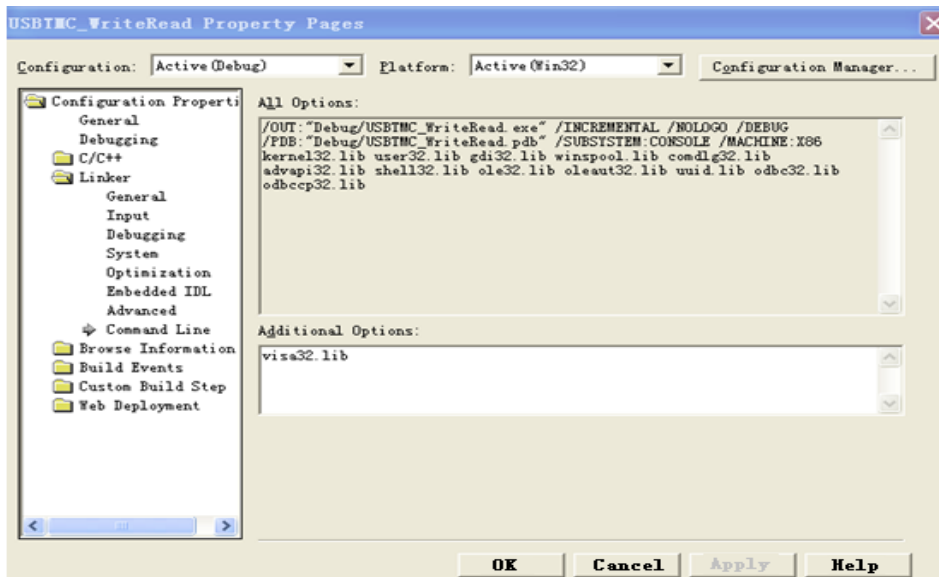 USBTMC_WriteRead Property Pages
Configuration: Active(Debug) Platform: Active(Win32) Configuration Manager...
Configuration Properti
General
Debugging
C/C++
Linker
General
Input
Debugging
System
Optimization
Embedded IDL
Advanced
Command Line
Browse Information
Build Events
Custom Build Step
Web Deployment
All Options:
/OUT:"Debug/USBTMC_WriteRead.exe" /INCREMENTAL /NOLOGO /DEBUG
/PDB:"Debug/USBTMC_WriteRead.pdb" /SUBSYSTEM:CONSOLE /MACHINE:X86
kernel32.lib user32.lib gdi32.lib winspool.lib comdlg32.lib
advapi32.lib shell32.lib ole32.lib oleaut32.lib uuid.lib odbc32.lib
odbccp32.lib
Additional Options:
visa32.lib
OK Cancel Apply Help